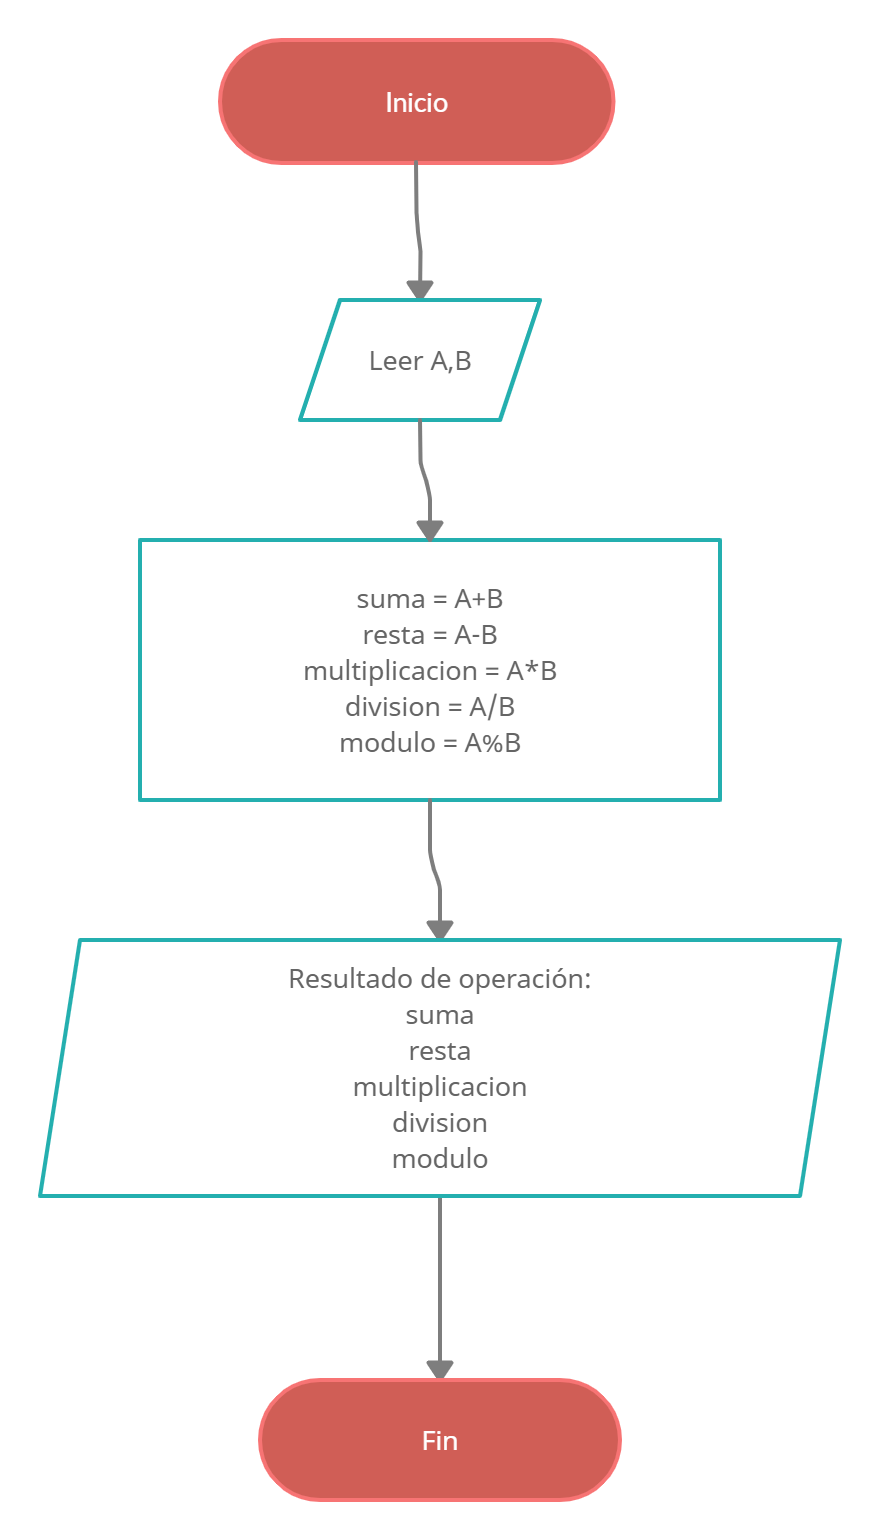 Inicio
Leer A,B
suma = A+B
resta = A-B
multiplicacion = A*B
division = A/B
modulo = A%B
Resultado de operación:
suma
resta
multiplicacion
division
modulo
Fin